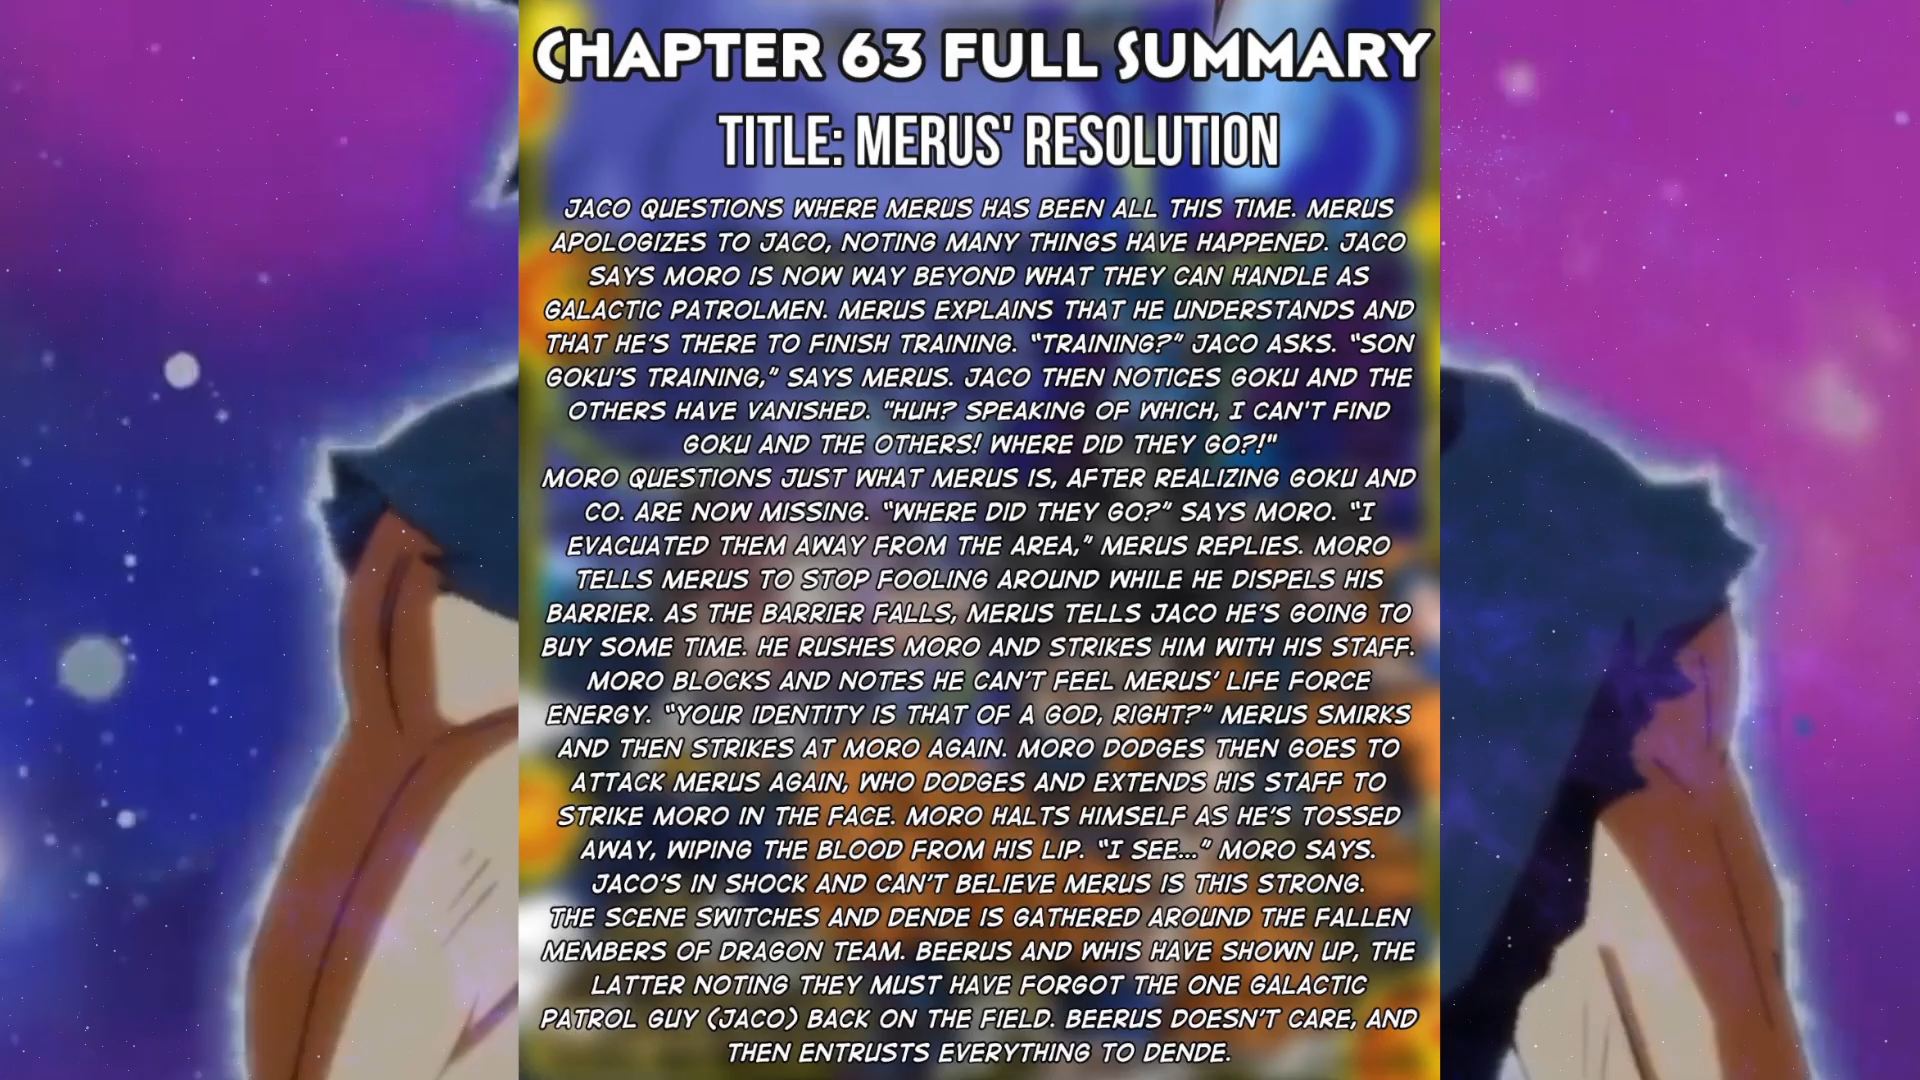 CHAPTER 63 FULL SUMMARY
TITLE: MERUS' RESOLUTION
JACO QUESTIONS WHERE MERUS HAS BEEN ALL THIS TIME. MERUS
APOLOGIZES TO JACO, NOTING MANY THINGS HAVE HAPPENED. JACO
SAYS MORO IS NOW WAY BEYOND WHAT THEY CAN HANDLE AS
GALACTIC PATROLMEN. MERUS EXPLAINS THAT HE UNDERSTANDS AND
THAT HE'S THERE TO FINISH TRAINING. "TRAINING?" JACO ASKS. "SON
GOKU'S TRAINING," SAYS MERUS. JACO THEN NOTICES GOKU AND THE
OTHERS HAVE VANISHED. "HUH? SPEAKING OF WHICH, I CAN'T FIND
GOKU AND THE OTHERS! WHERE DID THEY GO?!"
MORO QUESTIONS JUST WHAT MERUS IS, AFTER REALIZING GOKU AND
CO. ARE NOW MISSING. "WHERE DID THEY GO?" SAYS MORO. "I
EVACUATED THEM AWAY FROM THE AREA," MERUS REPLIES. MORO
TELLS MERUS TO STOP FOOLING AROUND WHILE HE DISPELS HIS
BARRIER. AS THE BARRIER FALLS, MERUS TELLS JACO HE'S GOING TO
BUY SOME TIME. HE RUSHES MORO AND STRIKES HIM WITH HIS STAFF.
MORO BLOCKS AND NOTES HE CAN'T FEEL MERUS' LIFE FORCE
ENERGY. "YOUR IDENTITY IS THAT OF A GOD, RIGHT?" MERUS SMIRKS
AND THEN STRIKES AT MORO AGAIN. MORO DODGES THEN GOES TO
ATTACK MERUS AGAIN, WHO DODGES AND EXTENDS HIS STAFF TO
STRIKE MORO IN THE FACE. MORO HALTS HIMSELF AS HE'S TOSSED
AWAY, WIPING THE BLOOD FROM HIS LIP. "I SEE..." MORO SAYS.
JACO'S IN SHOCK AND CAN'T BELIEVE MERUS IS THIS STRONG.
THE SCENE SWITCHES AND DENDE IS GATHERED AROUND THE FALLEN
MEMBERS OF DRAGON TEAM. BEERUS AND WHIS HAVE SHOWN UP, THE
LATTER NOTING THEY MUST HAVE FORGOT THE ONE GALACTIC
PATROL GUY (JACO) BACK ON THE FIELD. BEERUS DOESN'T CARE, AND
THEN ENTRUSTS EVERYTHING TO DENDE.